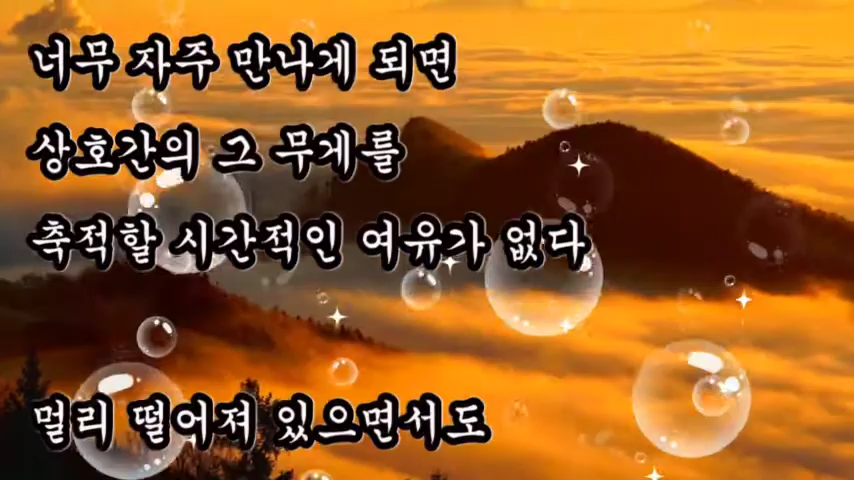 너무 자주 만나게 되면
상호간의 그 무게를
축적할 시간적인 여유가 없다
멀리 떨어져 있으면서도